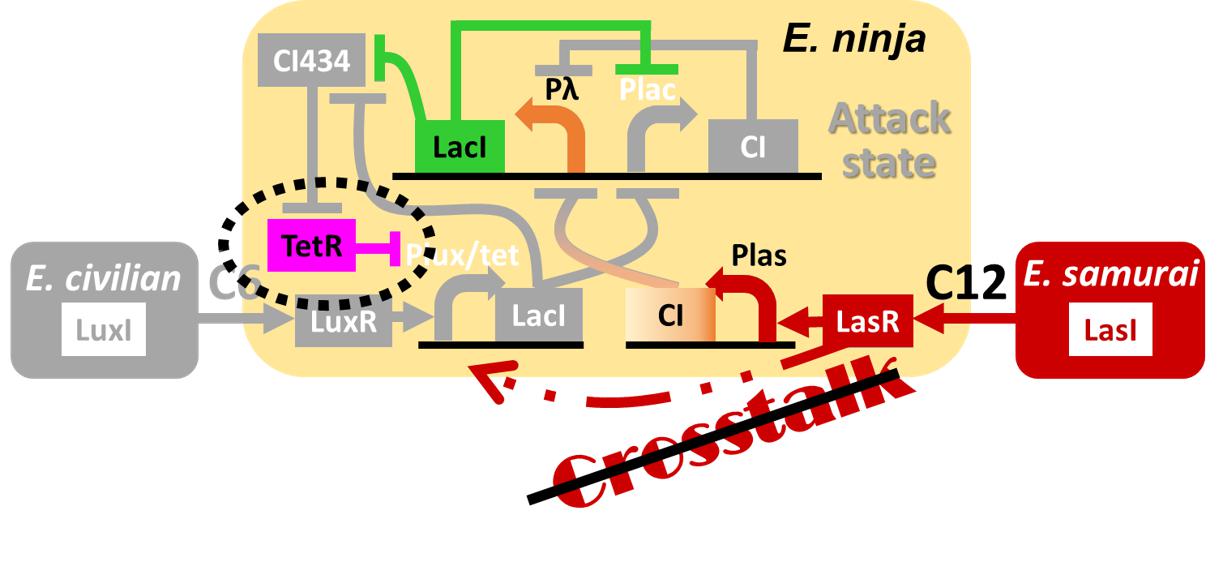 E. ninja
CI434
Pλ
Plac
LacI
CI
Attack
state
TetR
Plux/tet
Plas
E. civilian
LuxI
C6
LuxR
LacI
CI
LasR
C12
E. samurai
LasI
Crosstalk